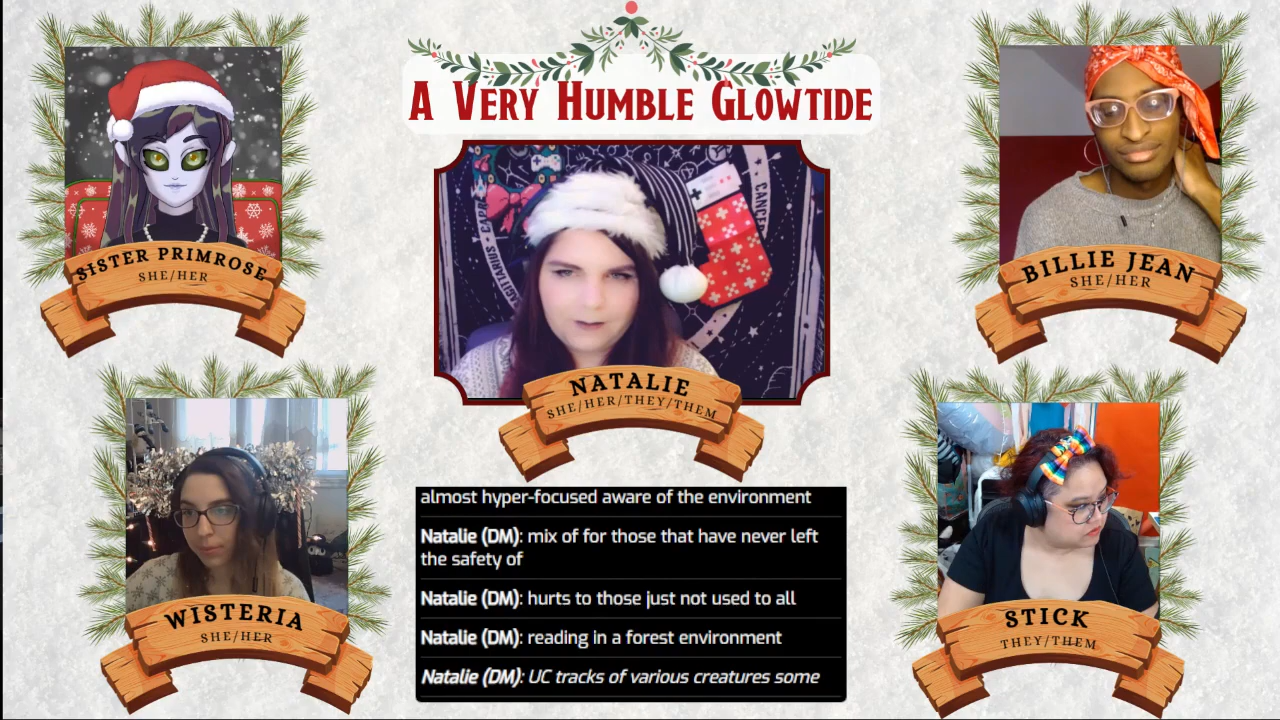 A VERY HUMBLE GLOWTIDE
SISTER PRIMROSE
SHE/HER
BILLIE JEAN
SHE/HER
CANCER
CAPR
SAGITTARIUS
NATALIE
SHE/HER/THEY/THEM
WISTERIA
SHE/HER
STICK
THEY/THEM
almost hyper-focused aware of the environment
Natalie (DM): mix of for those that have never left
the safety of
Natalie (DM): hurts to those just not used to all
Natalie (DM): reading in a forest environment
Natalie (DM): UC tracks of various creatures some